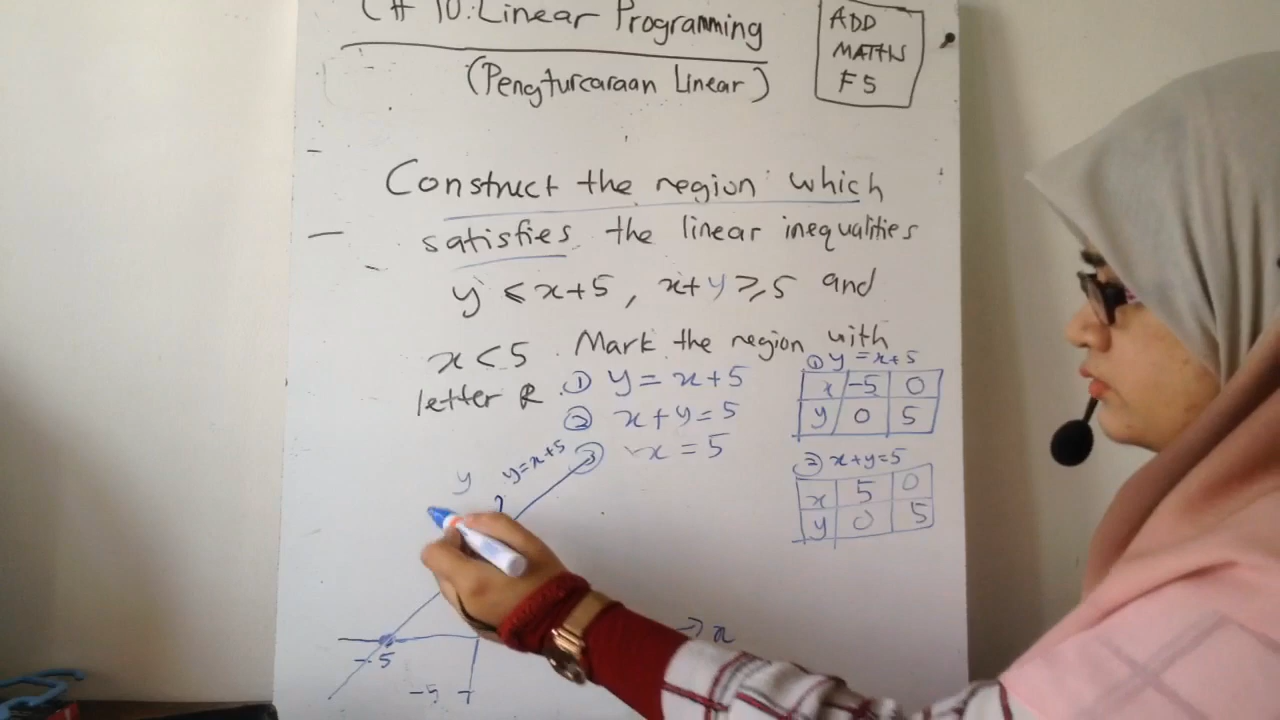 CH 10: Linear Programming
(Pengturcaraan Linear)
ADD
MATHS
F5
Construct the region which
satisfies the linear inequalities
y ⩽ x+5, x+y ⩾ 5 and
x < 5. Mark the region with
letter R.
① y = x+5
② x+y = 5
③ x = 5
① y = x+5
x -5 0
y 0 5
② x+y=5
x 5 0
y 0 5
y
y=x+5
x
-5
-5